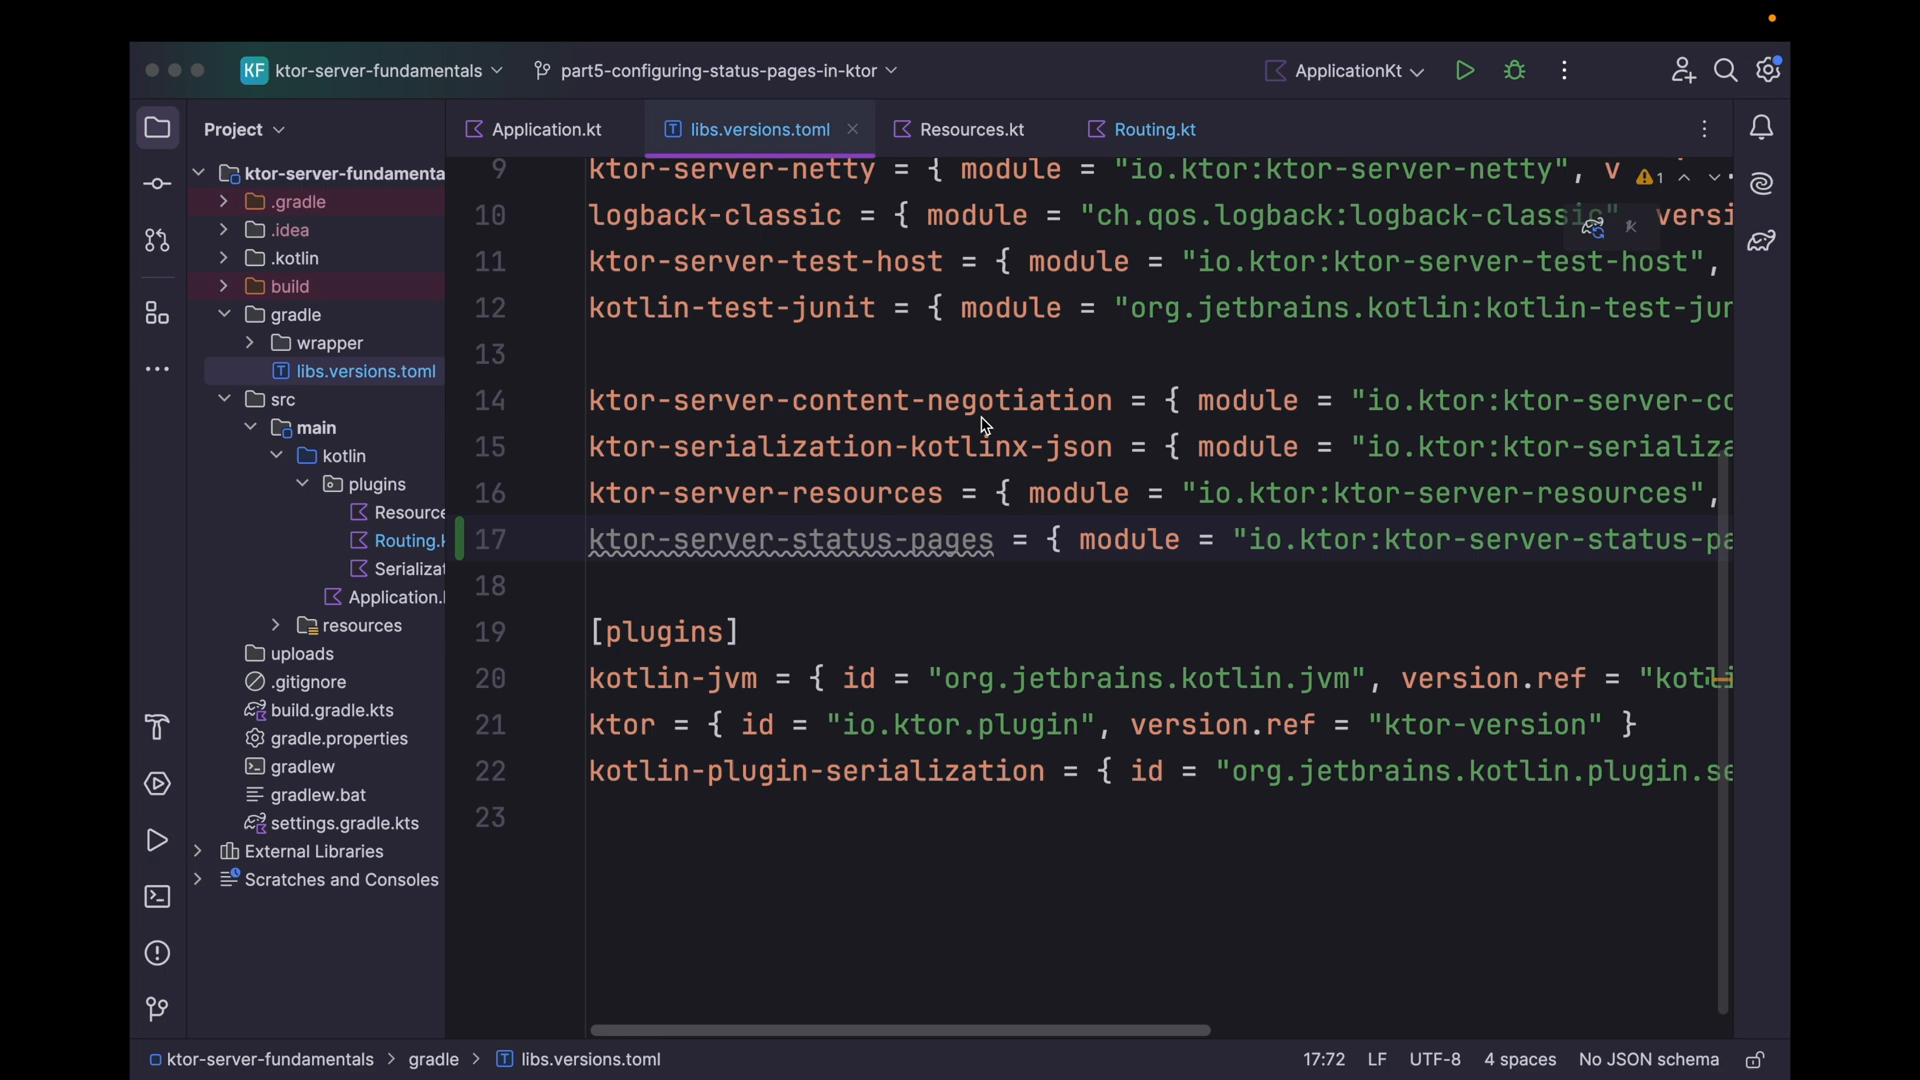 KF ktor-server-fundamentals part5-configuring-status-pages-in-ktor ApplicationKt
Project
Application.kt libs.versions.toml Resources.kt Routing.kt
ktor-server-fundamenta
.gradle
.idea
.kotlin
build
gradle
wrapper
libs.versions.toml
src
main
kotlin
plugins
Resource
Routing.k
Serializat
Application.
resources
uploads
.gitignore
build.gradle.kts
gradle.properties
gradlew
gradlew.bat
settings.gradle.kts
External Libraries
Scratches and Consoles
9 ktor-server-netty = { module = "io.ktor:ktor-server-netty", v 1
10 logback-classic = { module = "ch.qos.logback:logback-classic" versi
11 ktor-server-test-host = { module = "io.ktor:ktor-server-test-host",
12 kotlin-test-junit = { module = "org.jetbrains.kotlin:kotlin-test-jun
13
14 ktor-server-content-negotiation = { module = "io.ktor:ktor-server-co
15 ktor-serialization-kotlinx-json = { module = "io.ktor:ktor-serializa
16 ktor-server-resources = { module = "io.ktor:ktor-server-resources",
17 ktor-server-status-pages = { module = "io.ktor:ktor-server-status-pa
18
19 [plugins]
20 kotlin-jvm = { id = "org.jetbrains.kotlin.jvm", version.ref = "kotli
21 ktor = { id = "io.ktor.plugin", version.ref = "ktor-version" }
22 kotlin-plugin-serialization = { id = "org.jetbrains.kotlin.plugin.se
23
ktor-server-fundamentals > gradle > libs.versions.toml 17:72 LF UTF-8 4 spaces No JSON schema